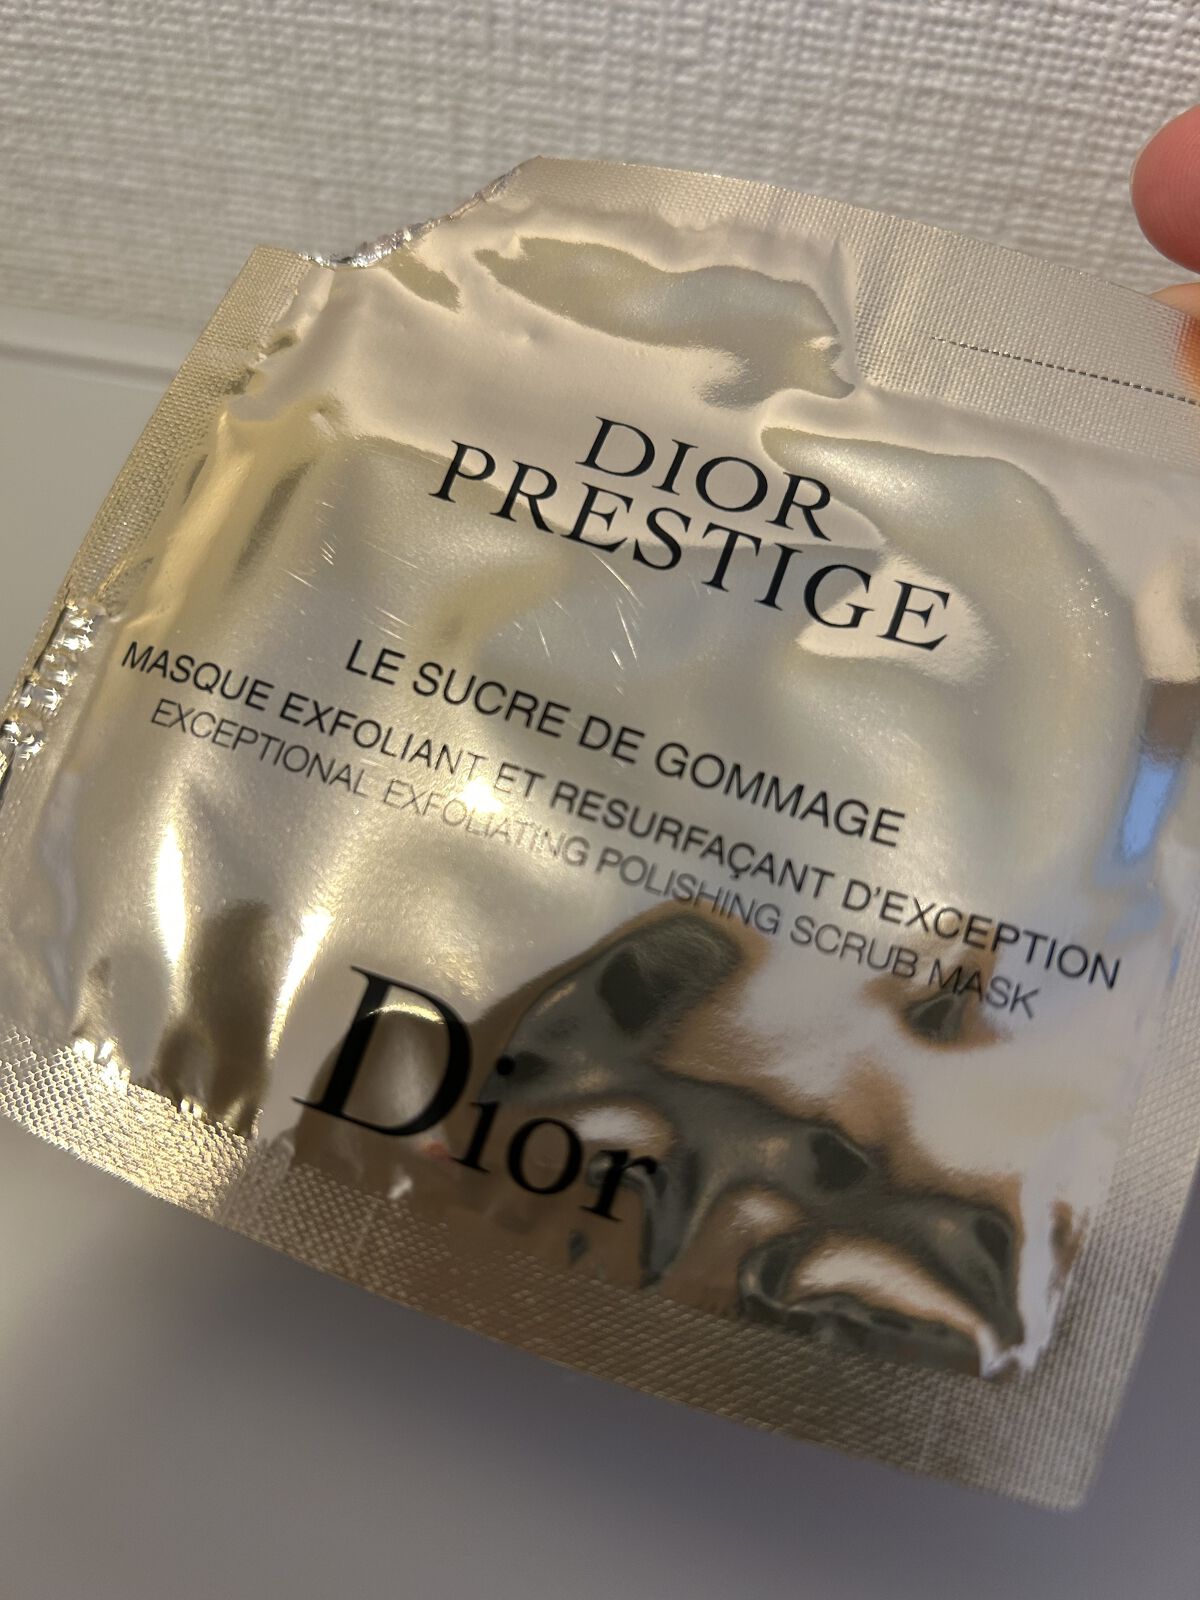 DIOR
PRESTIGE
LE SUCRE DE GOMMAGE
MASQUE EXFOLIANT ET RESURFAÇANT D'EXCEPTION
EXCEPTIONAL EXFOLIATING POLISHING SCRUB MASK
Dior